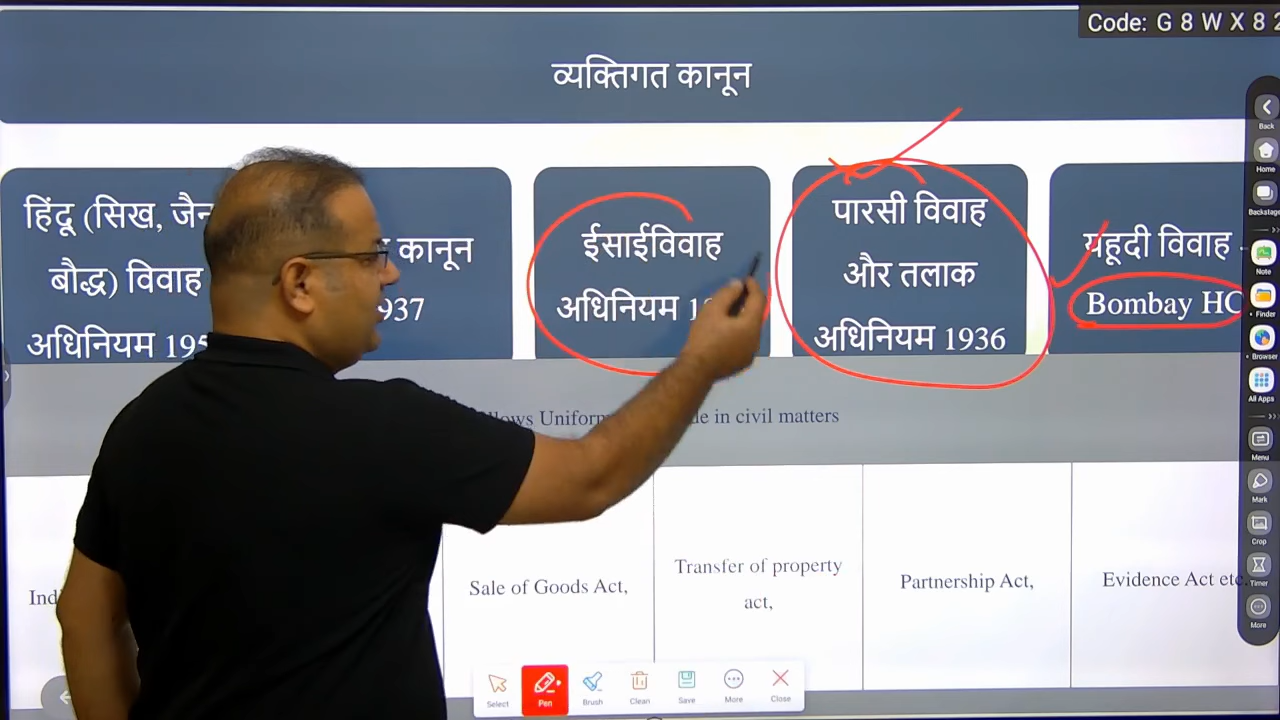 Code: G 8 W X 8 2
व्यक्तिगत कानून
हिंदू (सिख, जैन
बौद्ध) विवाह
अधिनियम 195
कानून
937
ईसाईविवाह
अधिनियम 1
पारसी विवाह
और तलाक
अधिनियम 1936
यहूदी विवाह -
Bombay HC
Uniform
in civil matters
Sale of Goods Act,
Transfer of property
act,
Partnership Act,
Evidence Act etc.
Back
Home
Backstage
Note
Finder
Browser
All Apps
Menu
Mark
Crop
Timer
More
Select
Pen
Brush
Clean
Save
More
Close